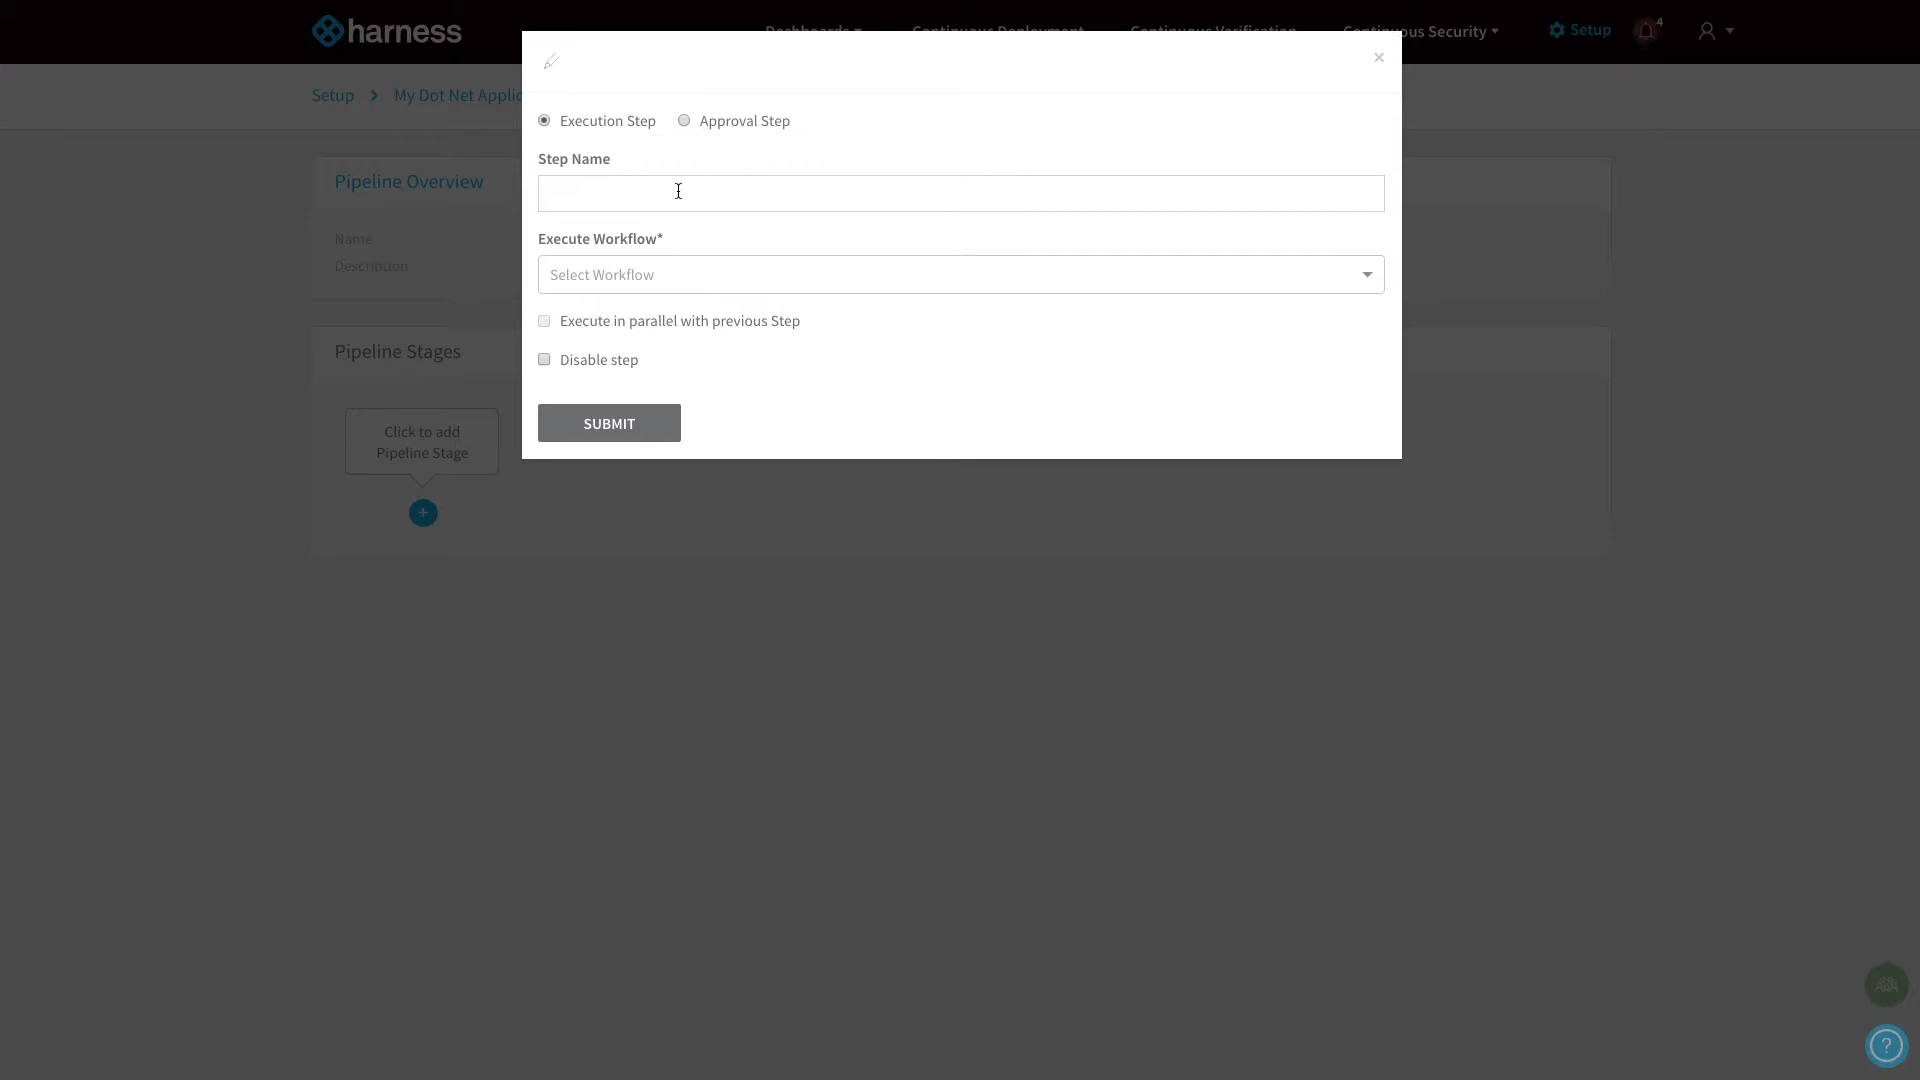 harness
Dashboards
Continuous Deployment
Continuous Verification
Continuous Security
Setup
4
Setup
My Dot Net Applic
Execution Step
Approval Step
Step Name
Pipeline Overview
Name
Description
Execute Workflow*
Select Workflow
Execute in parallel with previous Step
Disable step
Pipeline Stages
SUBMIT
Click to add
Pipeline Stage
+
?